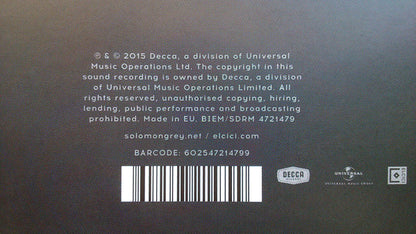 ℗ & © 2015 Decca, a division of Universal
Music Operations Ltd. The copyright in this
sound recording is owned by Decca, a division
of Universal Music Operations Limited. All
rights reserved, unauthorised copying, hiring,
lending, public performance and broadcasting
prohibited. Made in EU. BIEM/SDRM 4721479
solomongrey.net / elcici.com
BARCODE: 602547214799
DECCA
UNIVERSAL
UNIVERSAL MUSIC GROUP
ELCICI